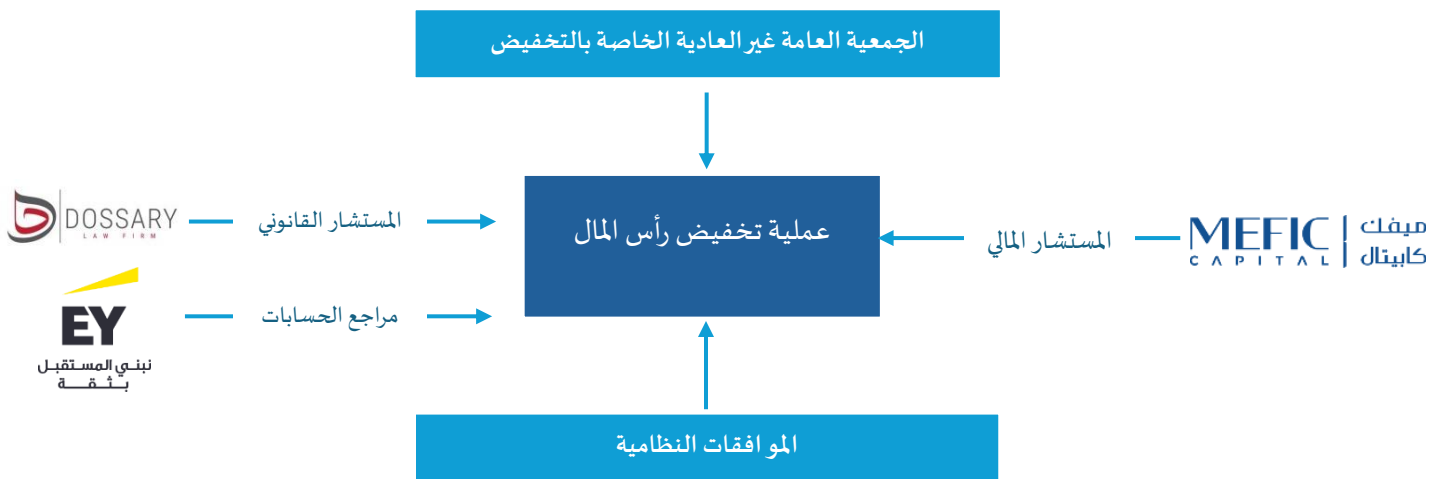 الجمعية العامة غير العادية الخاصة بالتخفيض
عملية تخفيض رأس المال
المستشار المالي
MEFIC
CAPITAL
ميفك
كابيتال
المستشار القانوني
DOSSARY
LAW FIRM
مراجع الحسابات
EY
نبني المستقبل
بثقة
الموافقات النظامية